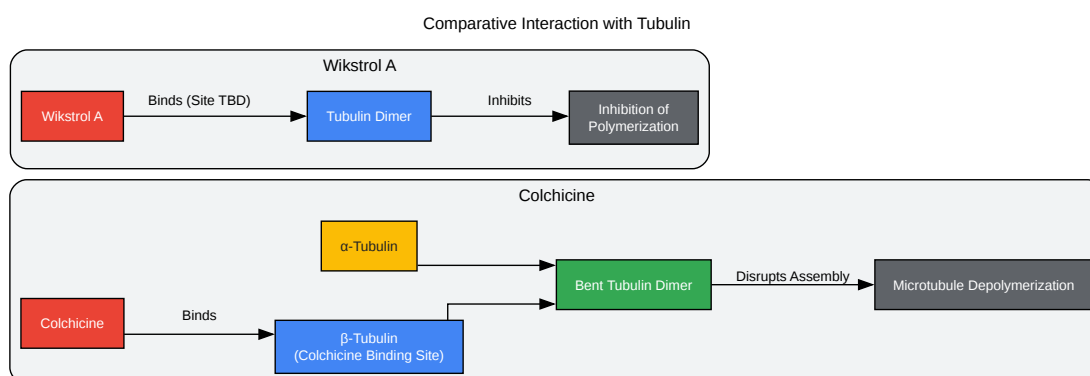 Comparative Interaction with Tubulin
Wikstrol A
Wikstrol A
Binds (Site TBD)
Tubulin Dimer
Inhibits
Inhibition of
Polymerization
Colchicine
α-Tubulin
Colchicine
Binds
β-Tubulin
(Colchicine Binding Site)
Bent Tubulin Dimer
Disrupts Assembly
Microtubule Depolymerization